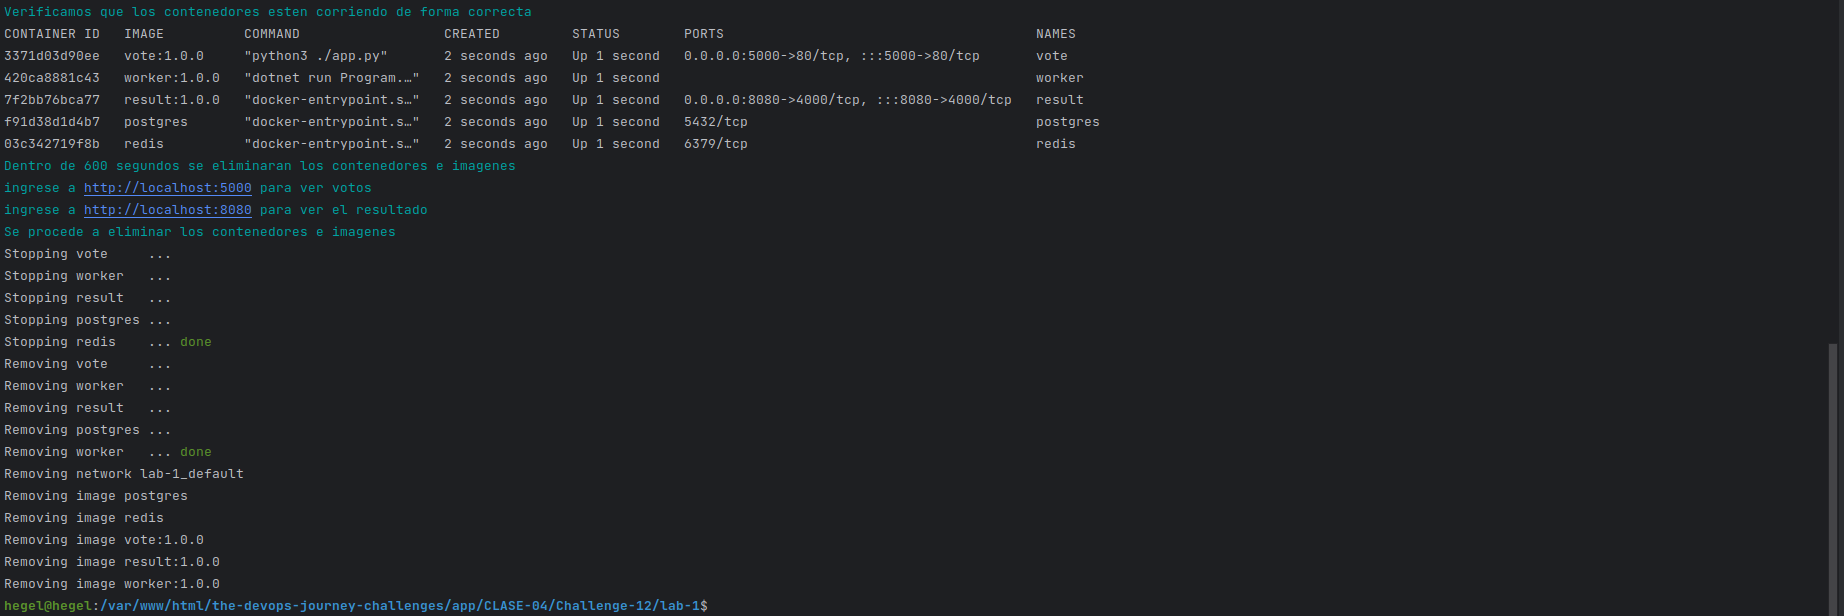 Verificamos que los contenedores esten corriendo de forma correcta
CONTAINER ID   IMAGE          COMMAND                  CREATED         STATUS        PORTS                                       NAMES
3371d03d90ee   vote:1.0.0     "python3 ./app.py"       2 seconds ago   Up 1 second   0.0.0.0:5000->80/tcp, :::5000->80/tcp       vote
420ca8881c43   worker:1.0.0   "dotnet run Program.…"   2 seconds ago   Up 1 second                                               worker
7f2bb76bca77   result:1.0.0   "docker-entrypoint.s…"   2 seconds ago   Up 1 second   0.0.0.0:8080->4000/tcp, :::8080->4000/tcp   result
f91d38d1d4b7   postgres       "docker-entrypoint.s…"   2 seconds ago   Up 1 second   5432/tcp                                    postgres
03c342719f8b   redis          "docker-entrypoint.s…"   2 seconds ago   Up 1 second   6379/tcp                                    redis
Dentro de 600 segundos se eliminaran los contenedores e imagenes
ingrese a http://localhost:5000 para ver votos
ingrese a http://localhost:8080 para ver el resultado
Se procede a eliminar los contenedores e imagenes
Stopping vote     ...
Stopping worker   ...
Stopping result   ...
Stopping postgres ...
Stopping redis    ... done
Removing vote     ...
Removing worker   ...
Removing result   ...
Removing postgres ...
Removing worker   ... done
Removing network lab-1_default
Removing image postgres
Removing image redis
Removing image vote:1.0.0
Removing image result:1.0.0
Removing image worker:1.0.0
hegel@hegel:/var/www/html/the-devops-journey-challenges/app/CLASE-04/Challenge-12/lab-1$